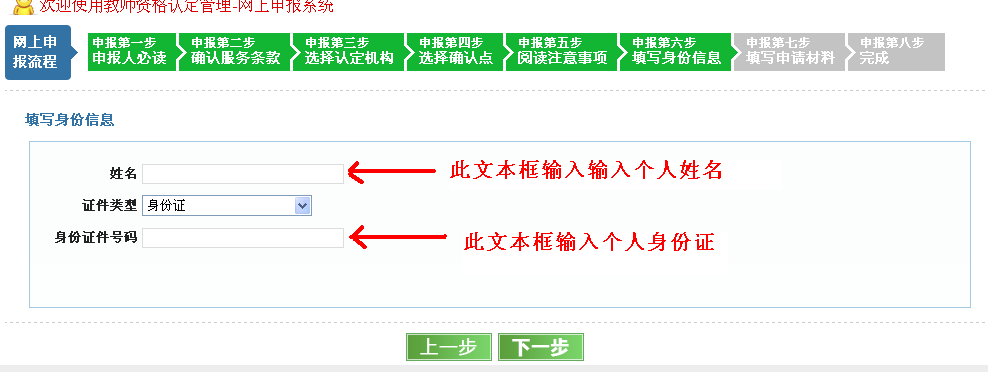 欢迎使用教师资格认定管理-网上申报系统
网上申
报流程
申报第一步
申报人必读
申报第二步
确认服务条款
申报第三步
选择认定机构
申报第四步
选择确认点
申报第五步
阅读注意事项
申报第六步
填写身份信息
申报第七步
填写申请材料
申报第八步
完成
填写身份信息
姓名
此文本框输入输入个人姓名
证件类型 身份证
身份证件号码
此文本框输入个人身份证
上一步 下一步